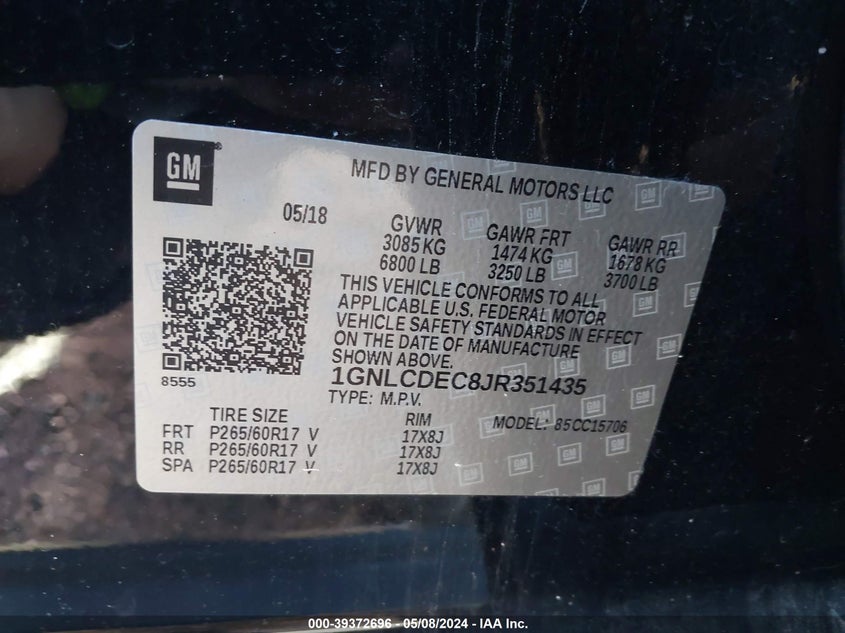 GM
MFD BY GENERAL MOTORS LLC
05/18
GVWR GAWR FRT GAWR RR
3085 KG 1474 KG 1678 KG
6800 LB 3250 LB 3700 LB
THIS VEHICLE CONFORMS TO ALL
APPLICABLE U.S. FEDERAL MOTOR
VEHICLE SAFETY STANDARDS IN EFFECT
ON THE DATE OF MANUFACTURE
SHOWN ABOVE.
8555
1GNLCDEC8JR351435
TYPE: M.P.V.
TIRE SIZE RIM MODEL: 85CC15706
FRT P265/60R17 V 17X8J
RR P265/60R17 V 17X8J
SPA P265/60R17 V 17X8J
000-39372696 - 05/08/2024 - IAA Inc.